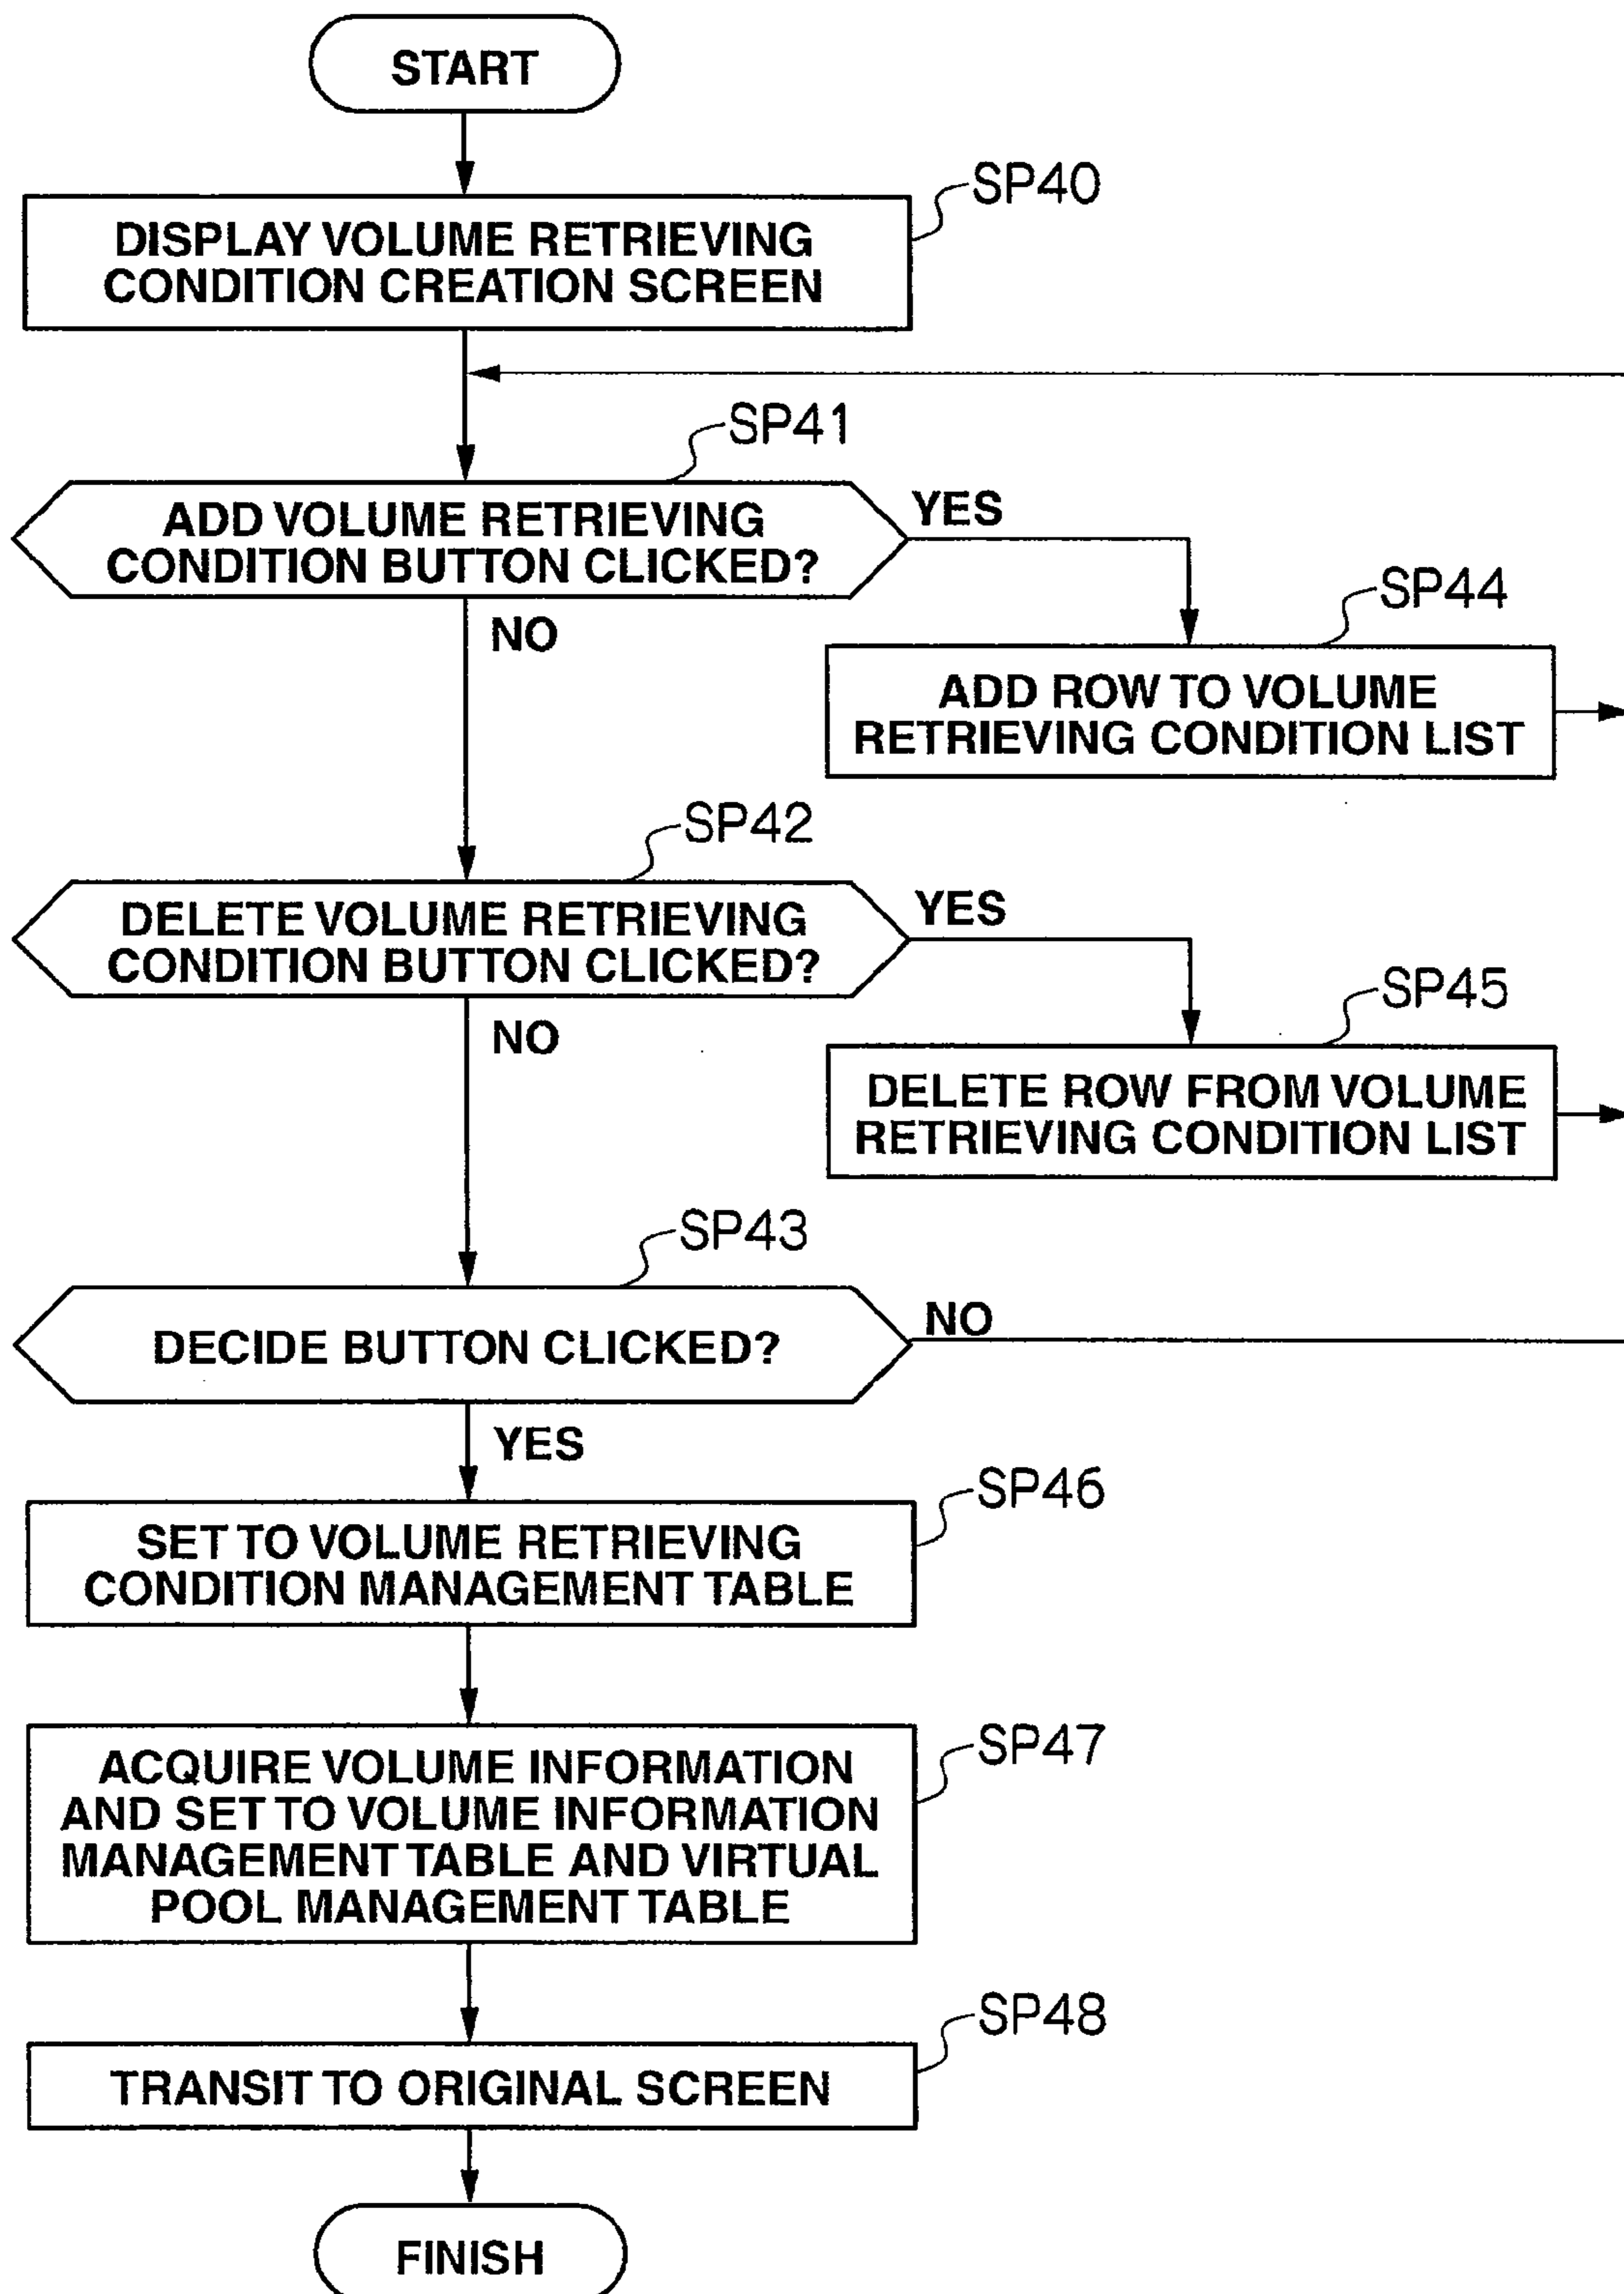 START
SP40
DISPLAY VOLUME RETRIEVING
CONDITION CREATION SCREEN
SP41
ADD VOLUME RETRIEVING
CONDITION BUTTON CLICKED?
YES
NO
SP44
ADD ROW TO VOLUME
RETRIEVING CONDITION LIST
SP42
DELETE VOLUME RETRIEVING
CONDITION BUTTON CLICKED?
YES
NO
SP45
DELETE ROW FROM VOLUME
RETRIEVING CONDITION LIST
SP43
DECIDE BUTTON CLICKED?
NO
YES
SP46
SET TO VOLUME RETRIEVING
CONDITION MANAGEMENT TABLE
SP47
ACQUIRE VOLUME INFORMATION
AND SET TO VOLUME INFORMATION
MANAGEMENT TABLE AND VIRTUAL
POOL MANAGEMENT TABLE
SP48
TRANSIT TO ORIGINAL SCREEN
FINISH